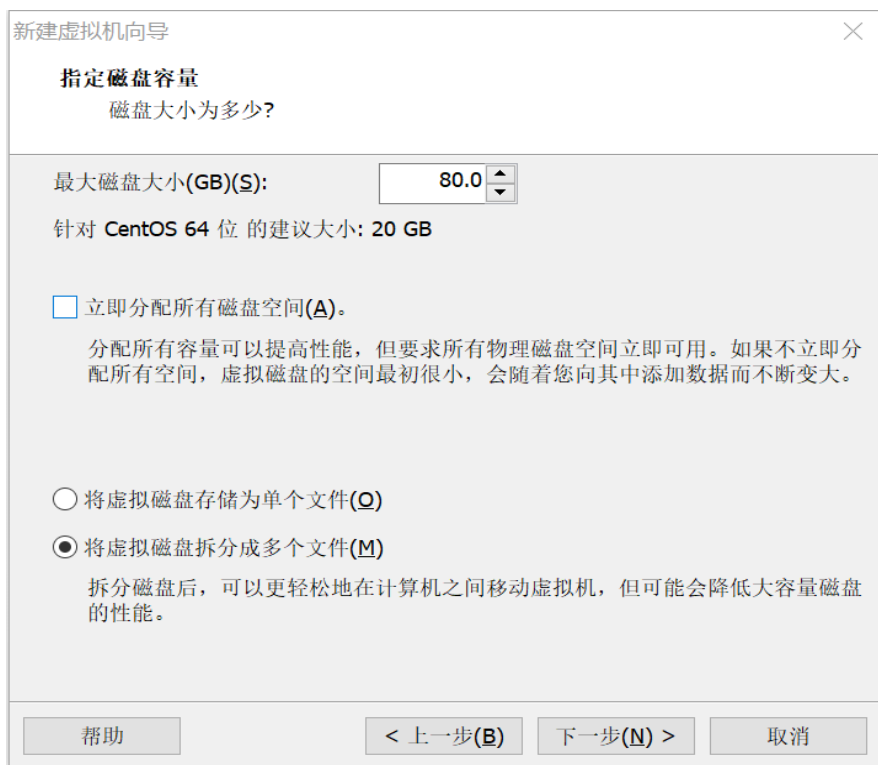 新建虚拟机向导
指定磁盘容量
磁盘大小为多少?
最大磁盘大小(GB)(S): 80.0
针对 CentOS 64 位 的建议大小: 20 GB
立即分配所有磁盘空间(A)。
分配所有容量可以提高性能，但要求所有物理磁盘空间立即可用。如果不立即分
配所有空间，虚拟磁盘的空间最初很小，会随着您向其中添加数据而不断变大。
将虚拟磁盘存储为单个文件(O)
将虚拟磁盘拆分成多个文件(M)
拆分磁盘后，可以更轻松地在计算机之间移动虚拟机，但可能会降低大容量磁盘
的性能。
帮助 < 上一步(B) 下一步(N) > 取消